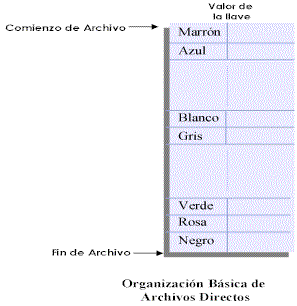 Valor de
la llave
Comienzo de Archivo
Marrón
Azul
Blanco
Gris
Verde
Rosa
Negro
Fin de Archivo
Organización Básica de
Archivos Directos